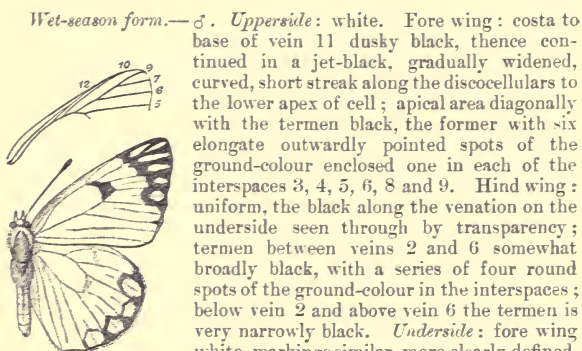 Wet-season form.—♂. Upperside: white. Fore wing: costa to
base of vein 11 dusky black, thence con-
tinued in a jet-black, gradually widened,
curved, short streak along the discocellulars to
the lower apex of cell; apical area diagonally
with the termen black, the former with six
elongate outwardly pointed spots of the
ground-colour enclosed one in each of the
interspaces 3, 4, 5, 6, 8 and 9. Hind wing:
uniform, the black along the venation on the
underside seen through by transparency;
termen between veins 2 and 6 somewhat
broadly black, with a series of four round
spots of the ground-colour in the interspaces;
below vein 2 and above vein 6 the termen is
very narrowly black. Underside: fore wing
white, markings similar, more clearly defined
10 9
12 7
6
5